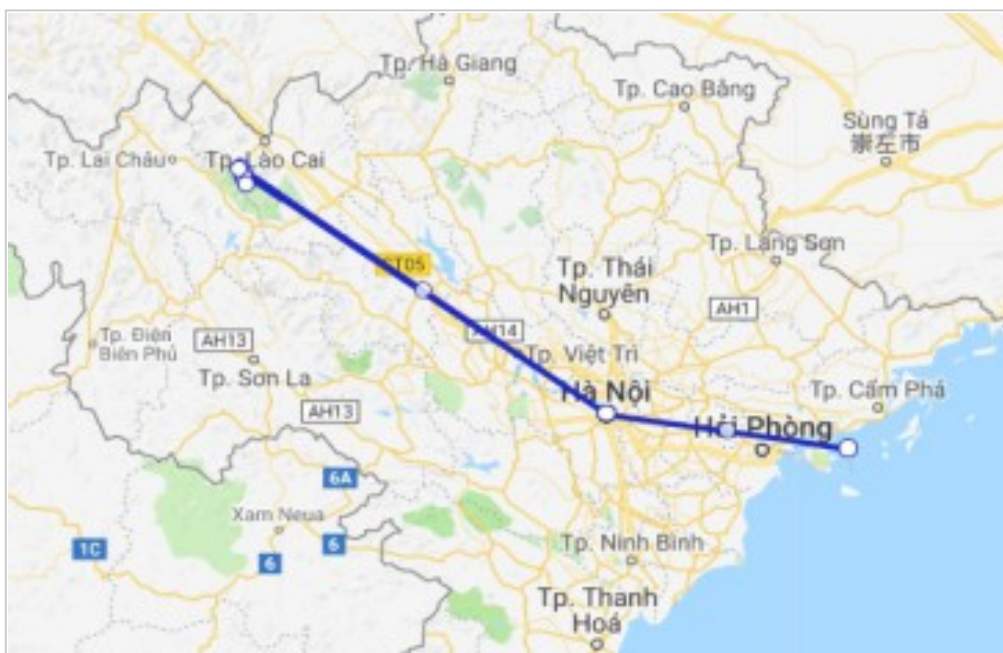 Tp. Hà Giang
Tp. Cao Bằng
Sùng Tả
崇左市
Tp. Lai Châu
Tp. Lào Cai
Tp. Lạng Sơn
CT05
Tp. Thái
Nguyên
AH1
Tp. Điện
Biên Phủ
AH13
AH14
Tp. Việt Trì
Tp. Sơn La
Hà Nội
Tp. Cẩm Phả
AH13
Hải Phòng
6A
Xam Neua
1C
6
6
Tp. Ninh Bình
Tp. Thanh
Hoá